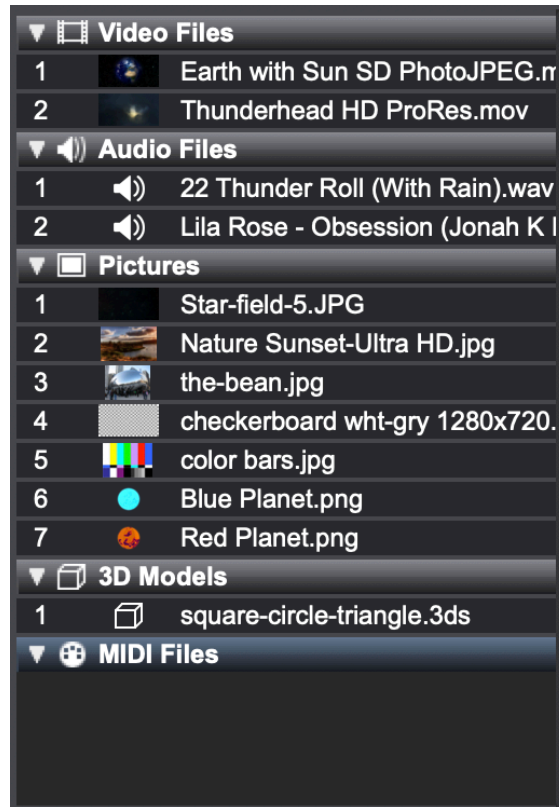 Video Files
1 Earth with Sun SD PhotoJPEG.m
2 Thunderhead HD ProRes.mov
Audio Files
1 22 Thunder Roll (With Rain).wav
2 Lila Rose - Obsession (Jonah K
Pictures
1 Star-field-5.JPG
2 Nature Sunset-Ultra HD.jpg
3 the-bean.jpg
4 checkerboard wht-gry 1280x720.
5 color bars.jpg
6 Blue Planet.png
7 Red Planet.png
3D Models
1 square-circle-triangle.3ds
MIDI Files